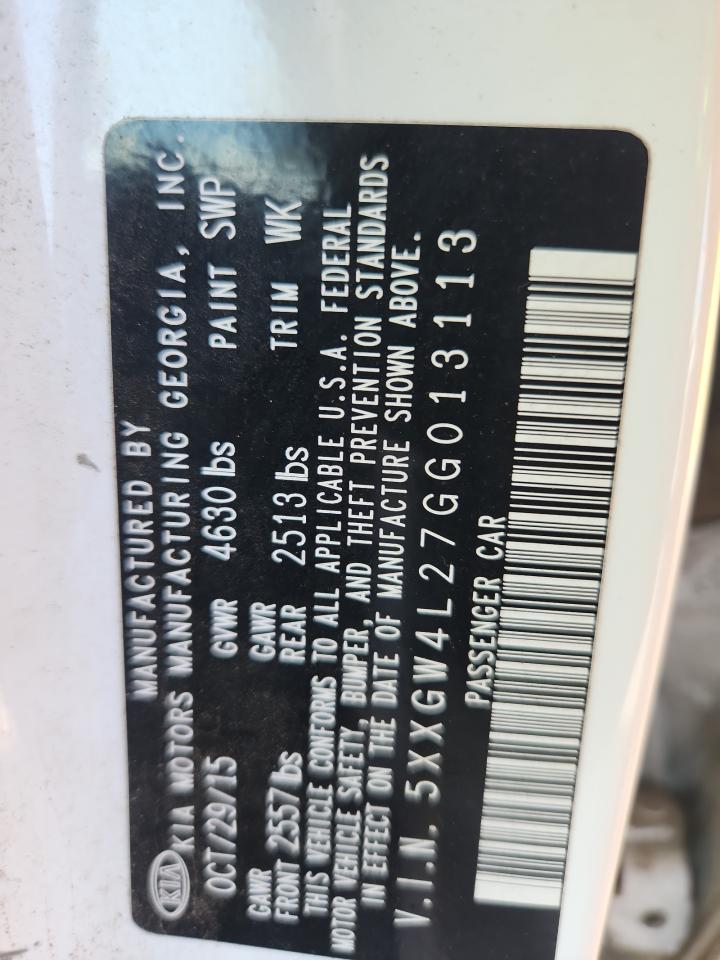 MANUFACTURED BY
KIA KIA MOTORS MANUFACTURING GEORGIA, INC.
OCT/29/15 GVWR 4630 lbs PAINT SWP
GAWR GAWR
FRONT 2557 lbs REAR 2513 lbs TRIM WK
THIS VEHICLE CONFORMS TO ALL APPLICABLE U.S.A. FEDERAL
MOTOR VEHICLE SAFETY, BUMPER, AND THEFT PREVENTION STANDARDS
IN EFFECT ON THE DATE OF MANUFACTURE SHOWN ABOVE.
V.I.N. 5XXGW4L27GG013113
PASSENGER CAR